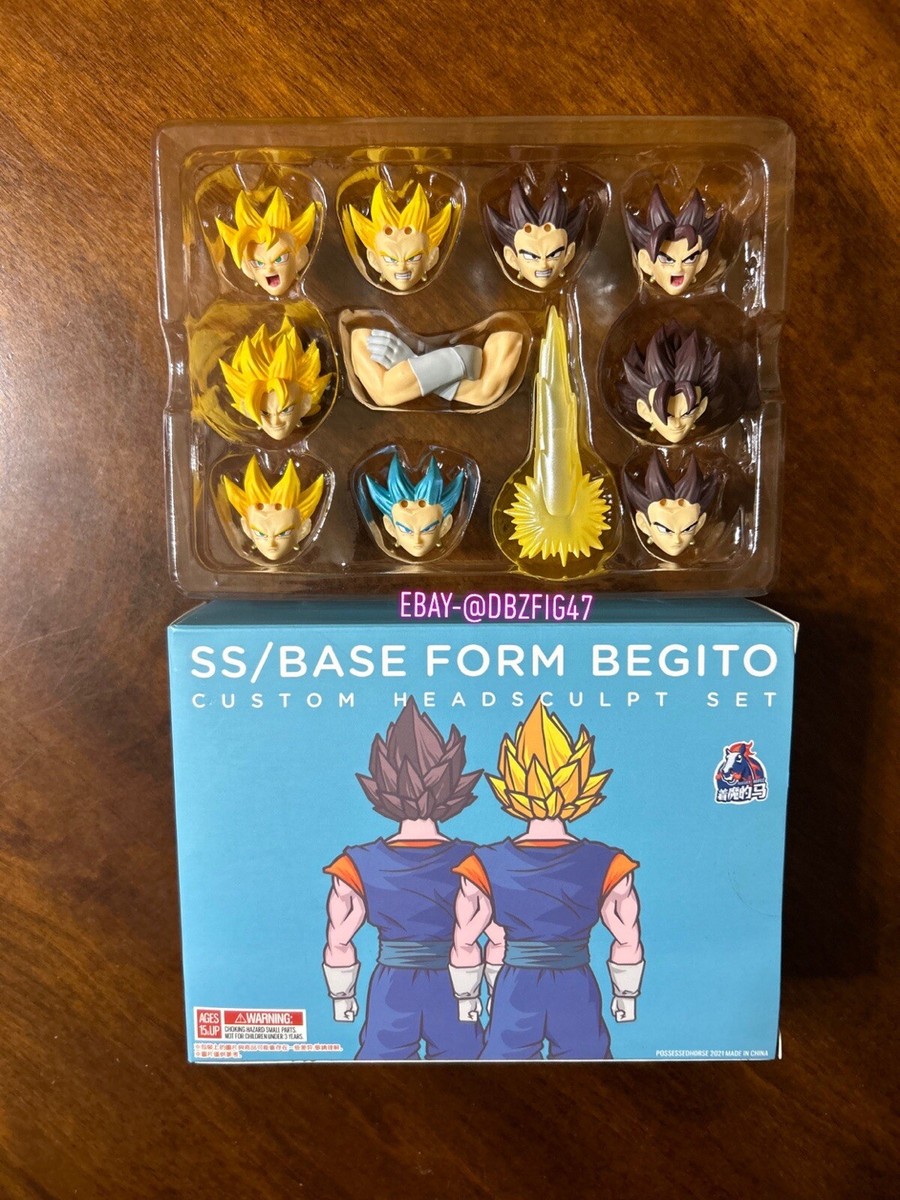 EBAY-@DBZFIG47
SS/BASE FORM BEGITO
CUSTOM HEADSCULPT SET
着魔的马
AGES
15.UP
⚠WARNING:
CHOKING HAZARD SMALL PARTS.
NOT FOR CHILDREN UNDER 3 YEARS.
POSSESSEDHORSE 2021 MADE IN CHINA